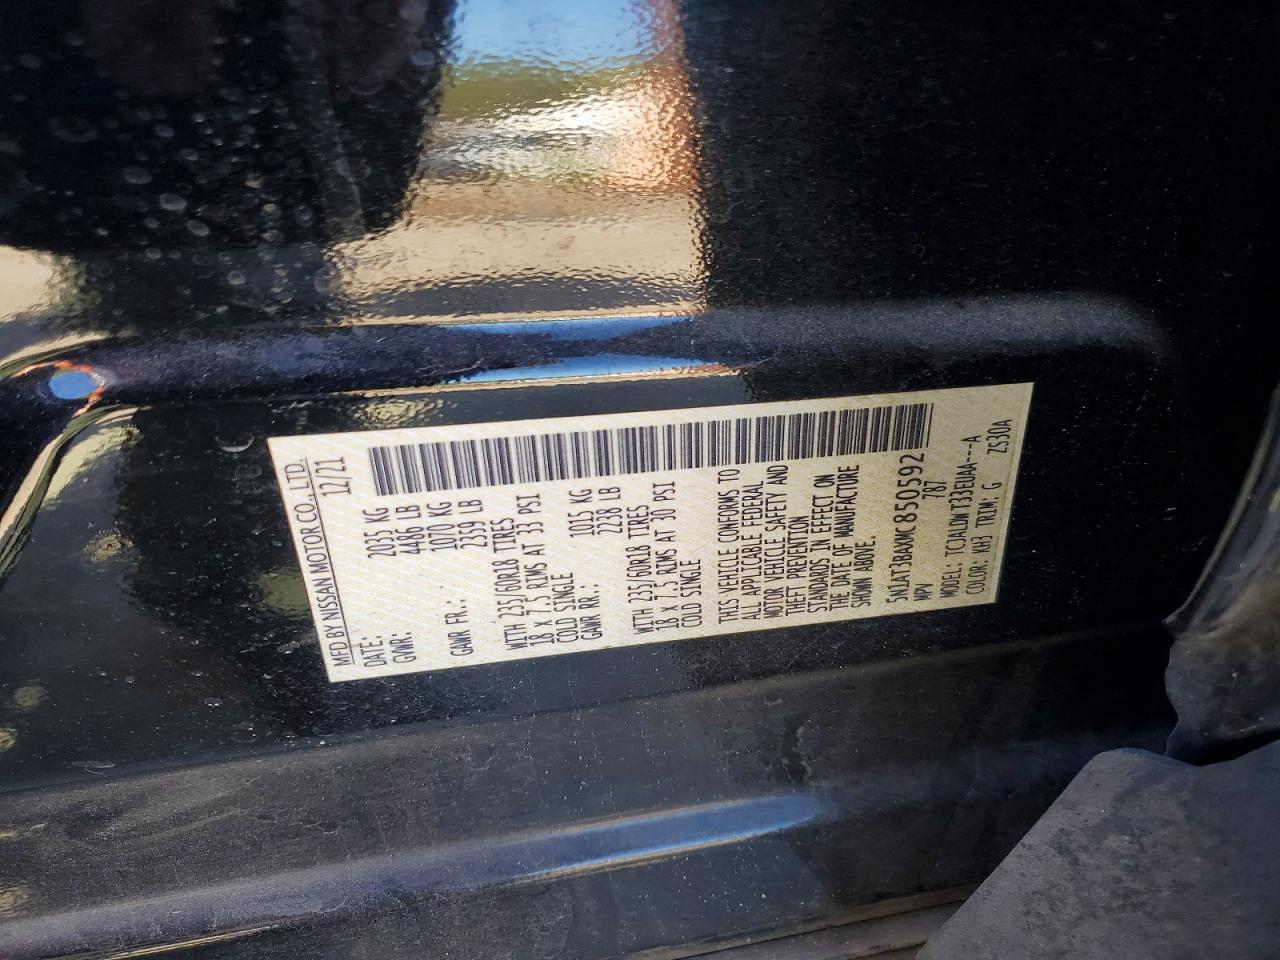 MFD BY NISSAN MOTOR CO., LTD.
DATE: 12/21
GVWR: 2035 KG
4486 LB
GAWR FR.: 1070 KG
2359 LB
WITH 235/60R18 TIRES
18 X 7.5 RIMS AT 33 PSI
COLD SINGLE
GAWR RR.: 1015 KG
2238 LB
WITH 235/60R18 TIRES
18 X 7.5 RIMS AT 30 PSI
COLD SINGLE
THIS VEHICLE CONFORMS TO
ALL APPLICABLE FEDERAL
MOTOR VEHICLE SAFETY AND
THEFT PREVENTION
STANDARDS IN EFFECT ON
THE DATE OF MANUFACTURE
SHOWN ABOVE.
5N1AT3BAXMC850592
MPV 787
MODEL: TCJALDWT33EUAA----A
COLOR: KH3 TRIM: G ZS30A